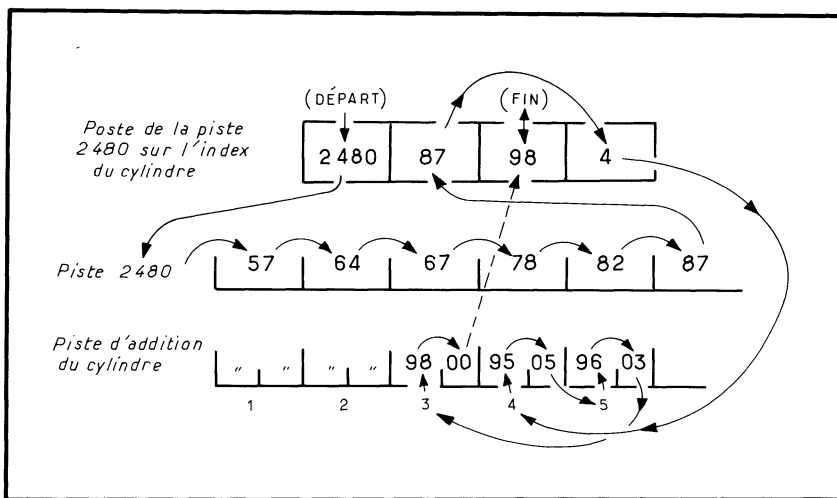 (DÉPART) (FIN)
Poste de la piste
2480 sur l'index
du cylindre
2480 87 98 4
Piste 2480 57 64 67 78 82 87
Piste d'addition
du cylindre
" " " " 98 00 95 05 96 03
1 2 3 4 5